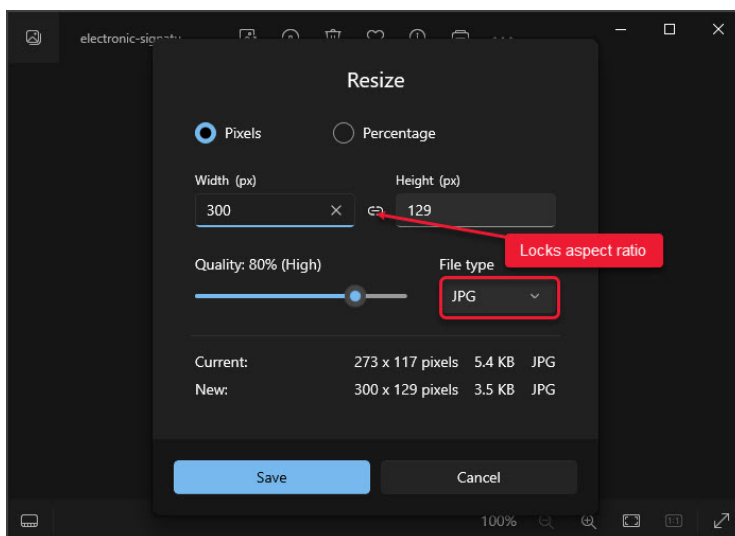 electronic-signatu...
Resize
Pixels
Percentage
Width (px)
Height (px)
300
129
Locks aspect ratio
Quality: 80% (High)
File type
JPG
Current:
273 x 117 pixels
5.4 KB
JPG
New:
300 x 129 pixels
3.5 KB
JPG
Save
Cancel
100%
1:1